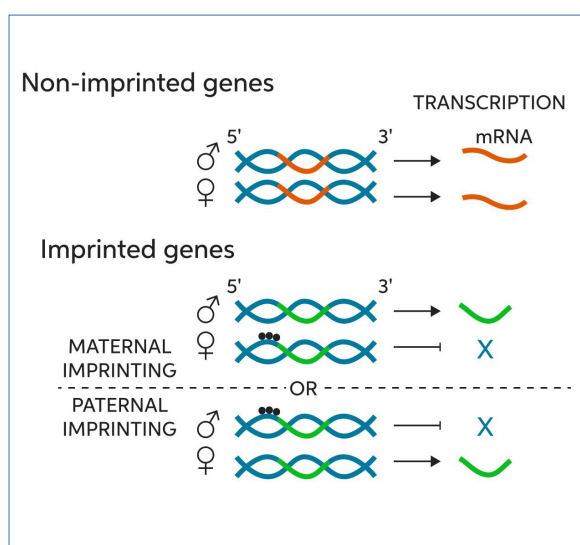 Non-imprinted genes
TRANSCRIPTION
5' 3' mRNA
♂
♀
Imprinted genes
5' 3'
♂
♀
X
MATERNAL
IMPRINTING
OR
PATERNAL
IMPRINTING
♂
X
♀